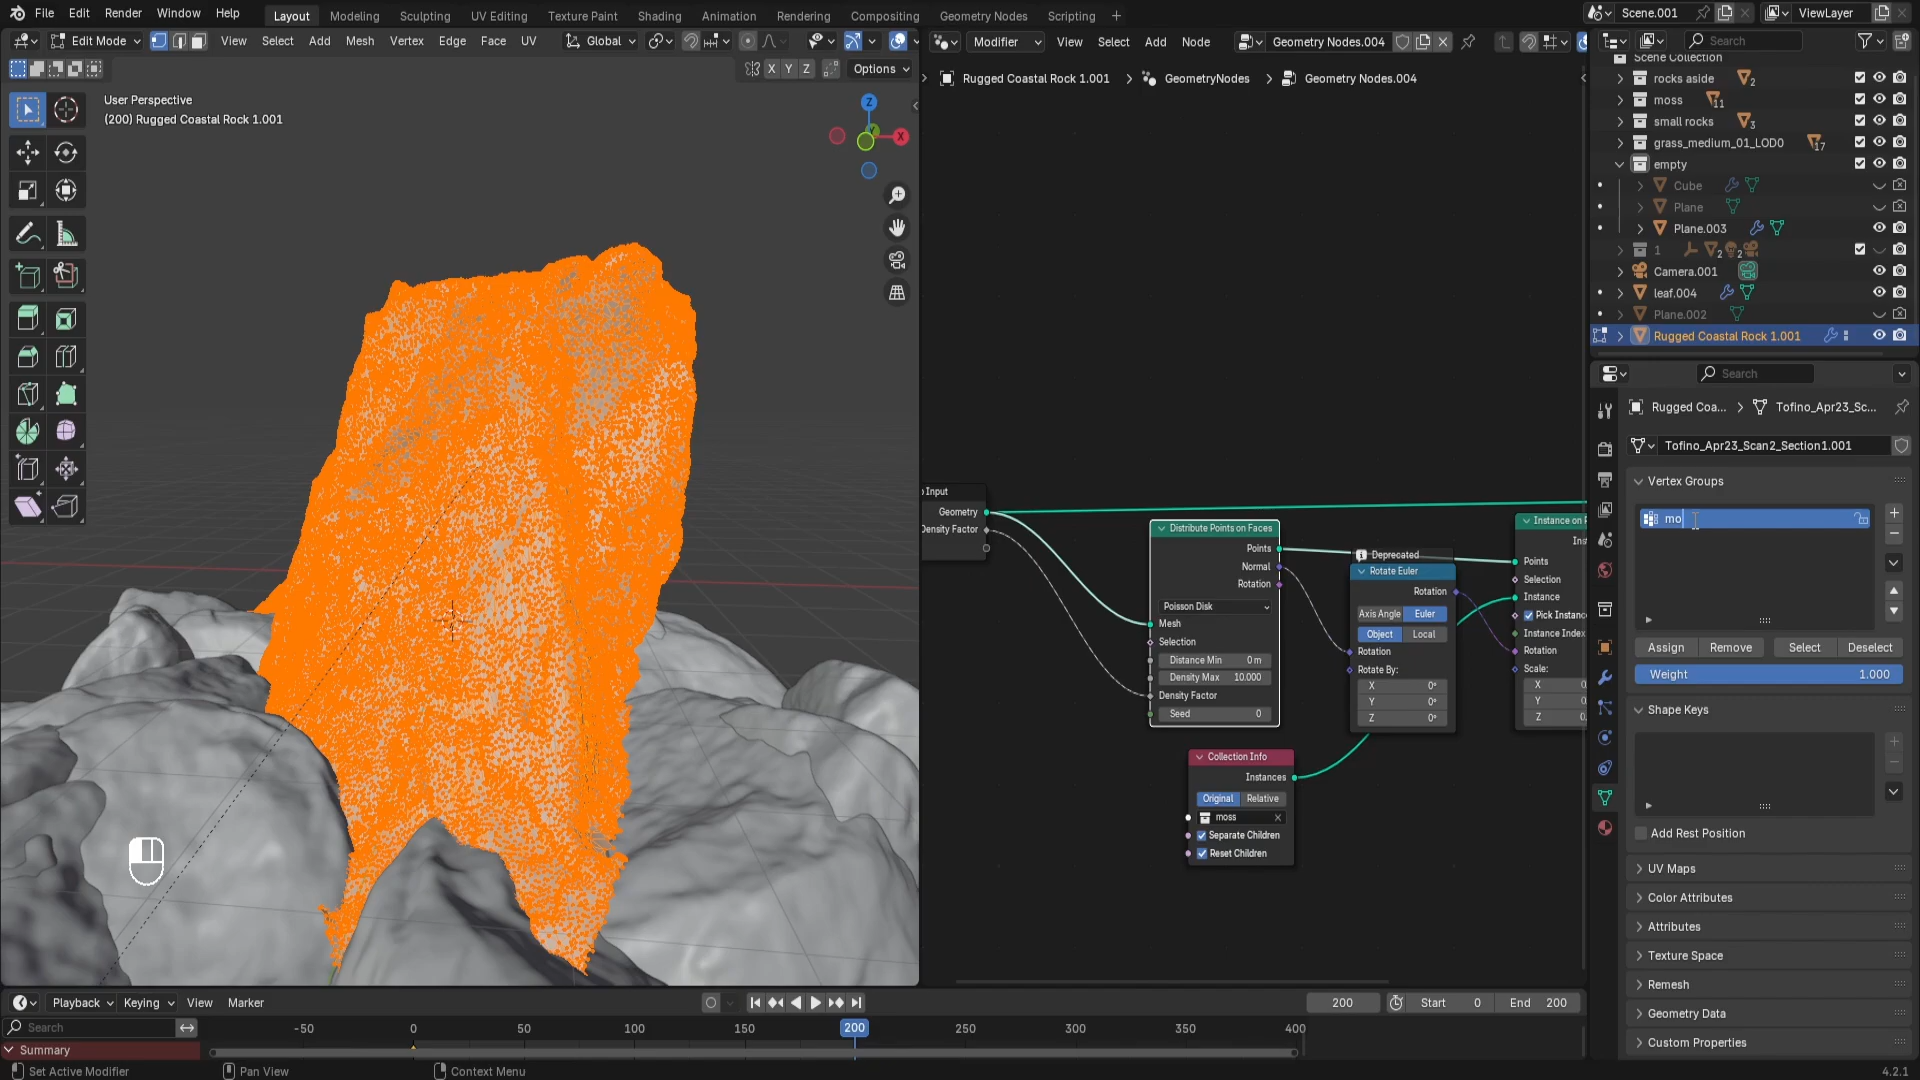 File Edit Render Window Help Layout Modeling Sculpting UV Editing Texture Paint Shading Animation Rendering Compositing Geometry Nodes Scripting + Scene.001 ViewLayer
Edit Mode View Select Add Mesh Vertex Edge Face UV Global Modifier View Select Add Node Geometry Nodes.004 Search
X Y Z Options
Rugged Coastal Rock 1.001 > GeometryNodes > Geometry Nodes.004
User Perspective
(200) Rugged Coastal Rock 1.001
Z
X
Scene Collection
rocks aside 2
moss 11
small rocks 3
grass_medium_01_LOD0 17
empty
Cube
Plane
Plane.003
1 2 2
Camera.001
leaf.004
Plane.002
Rugged Coastal Rock 1.001
Input
Geometry
Density Factor
Distribute Points on Faces
Points
Normal
Rotation
Poisson Disk
Mesh
Selection
Distance Min 0 m
Density Max 10.000
Density Factor
Seed 0
Deprecated
Rotate Euler
Rotation
Axis Angle Euler
Object Local
Rotation
Rotate By:
X 0°
Y 0°
Z 0°
Instance on
Points
Selection
Instance
Pick Instanc
Instance Index
Rotation
Scale:
X
Y
Z
Collection Info
Instances
Original Relative
moss
Separate Children
Reset Children
Search
Rugged Coa... > Tofino_Apr23_Sc...
Tofino_Apr23_Scan2_Section1.001
Vertex Groups
mo
Assign Remove Select Deselect
Weight 1.000
Shape Keys
Add Rest Position
UV Maps
Color Attributes
Attributes
Texture Space
Remesh
Geometry Data
Custom Properties
Playback Keying View Marker 200 Start 0 End 200
Search -50 0 50 100 150 200 250 300 350 400
Summary
Set Active Modifier Pan View Context Menu 4.2.1